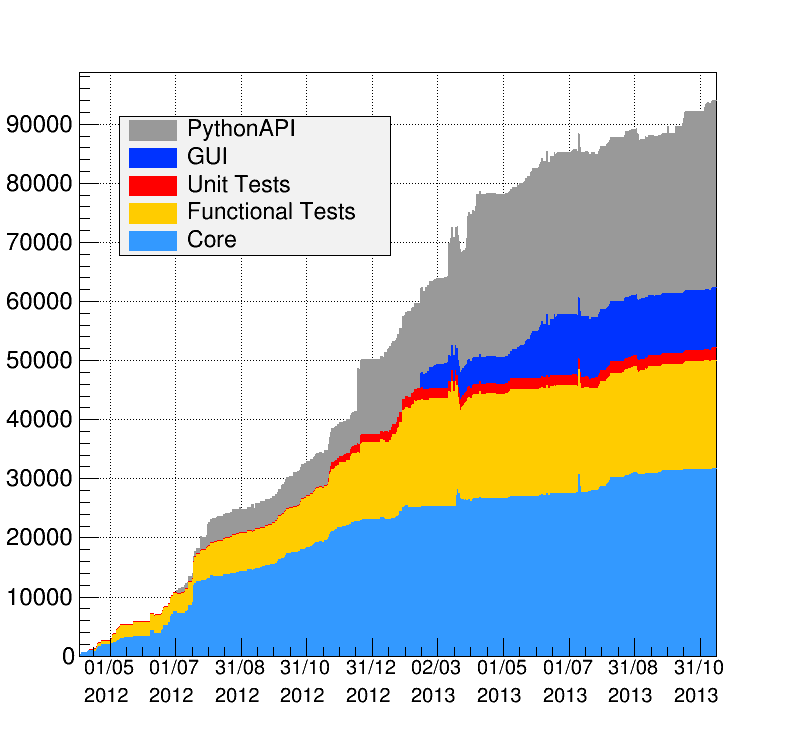 90000
80000
70000
60000
50000
40000
30000
20000
10000
0
PythonAPI
GUI
Unit Tests
Functional Tests
Core
01/05 01/07 31/08 31/10 31/12 02/03 01/05 01/07 31/08 31/10
2012 2012 2012 2012 2012 2013 2013 2013 2013 2013